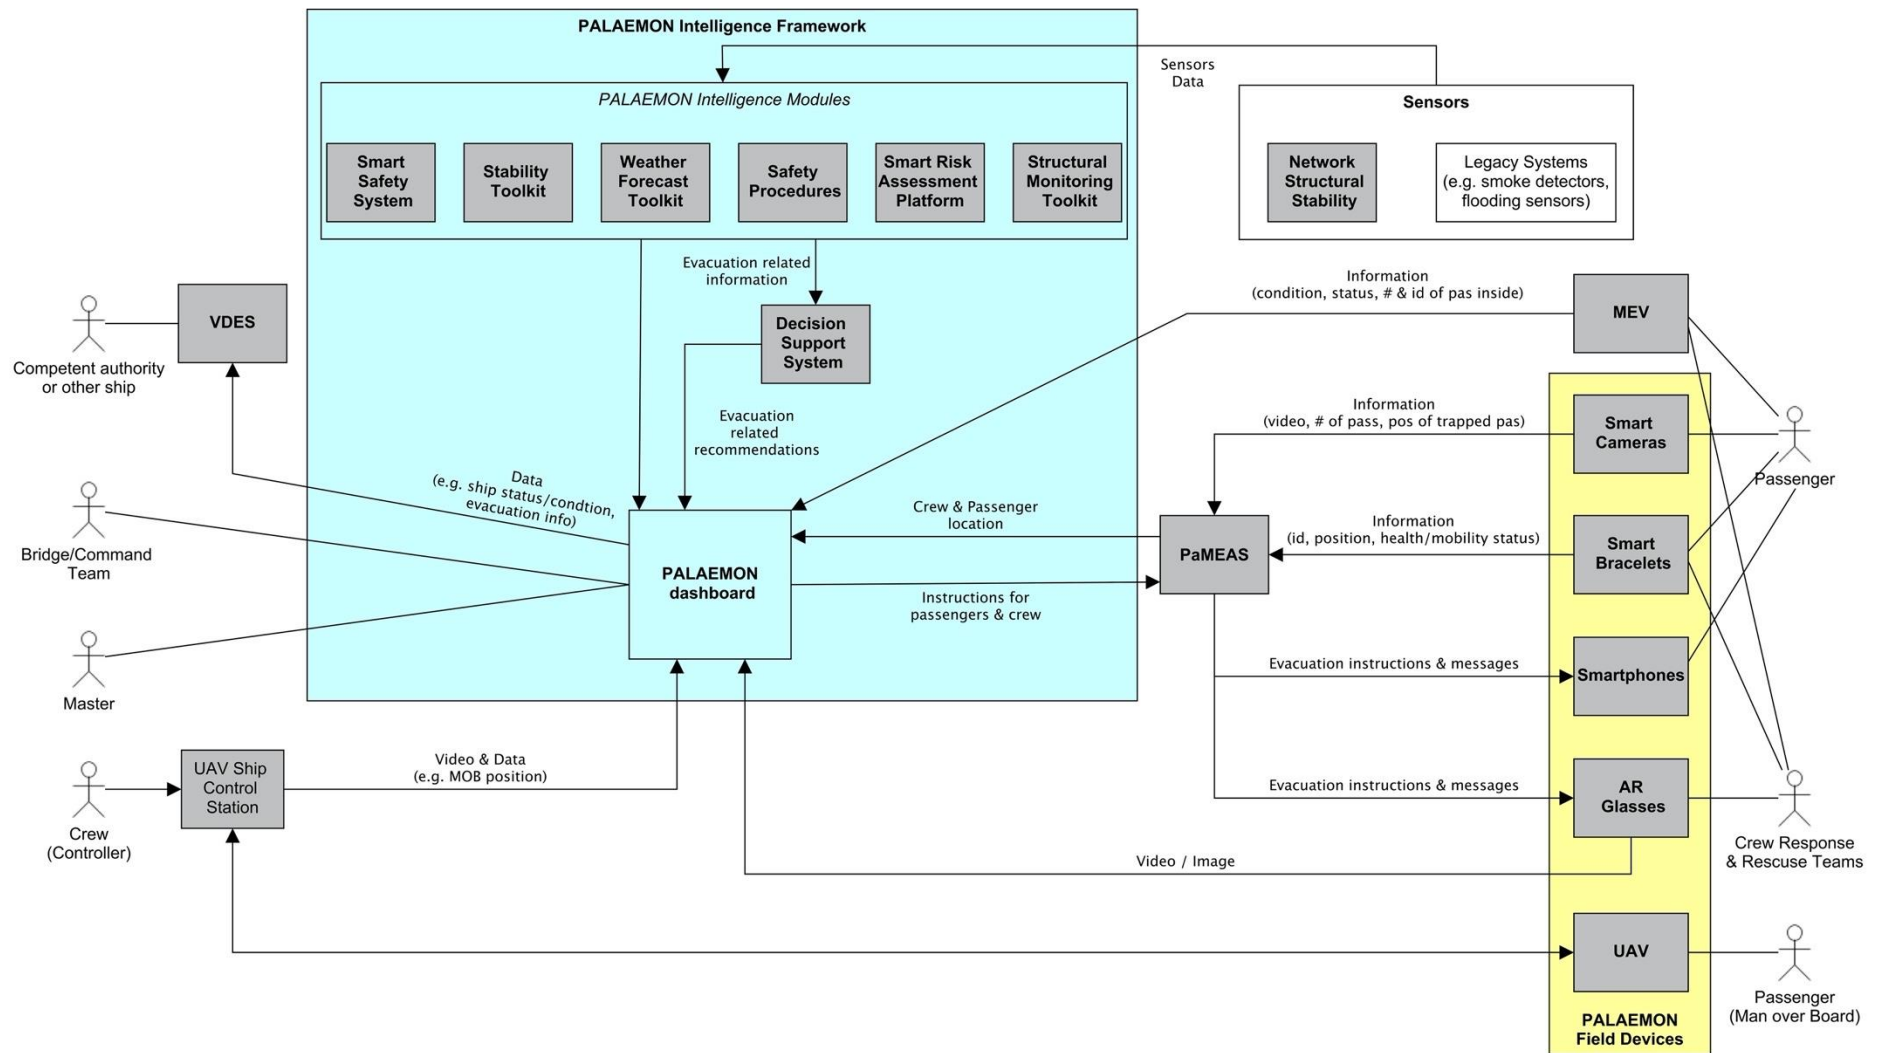 PALAEMON Intelligence Framework
Sensors
Data
PALAEMON Intelligence Modules
Sensors
Smart
Safety
System
Stability
Toolkit
Weather
Forecast
Toolkit
Safety
Procedures
Smart Risk
Assessment
Platform
Structural
Monitoring
Toolkit
Network
Structural
Stability
Legacy Systems
(e.g. smoke detectors,
flooding sensors)
Evacuation related
information
Information
(condition, status, # & id of pas inside)
MEV
VDES
Competent authority
or other ship
Decision
Support
System
Evacuation
related
recommendations
Information
(video, # of pass, pos of trapped pas)
Smart
Cameras
Passenger
Data
(e.g. ship status/condtion,
evacuation info)
Bridge/Command
Team
Crew & Passenger
location
PaMEAS
Information
(id, position, health/mobility status)
Smart
Bracelets
PALAEMON
dashboard
Instructions for
passengers & crew
Master
Evacuation instructions & messages
Smartphones
UAV Ship
Control
Station
Video & Data
(e.g. MOB position)
Crew
(Controller)
Evacuation instructions & messages
AR
Glasses
Crew Response
& Rescuse Teams
Video / Image
UAV
Passenger
(Man over Board)
PALAEMON
Field Devices